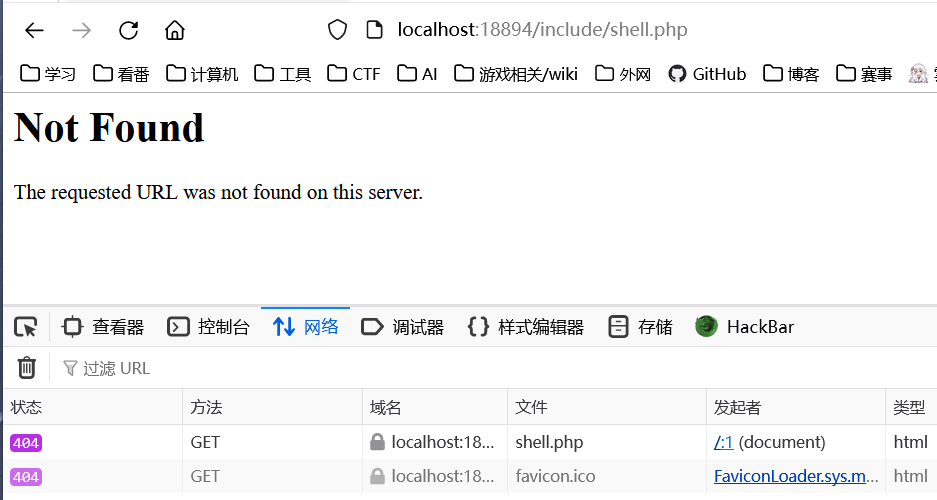 localhost:18894/include/shell.php
学习 看番 计算机 工具 CTF AI 游戏相关/wiki 外网 GitHub 博客 赛事
Not Found
The requested URL was not found on this server.
查看器 控制台 网络 调试器 样式编辑器 存储 HackBar
过滤 URL
状态 方法 域名 文件 发起者 类型
404 GET localhost:18... shell.php /:1 (document) html
404 GET localhost:18... favicon.ico FaviconLoader.sys.m... html